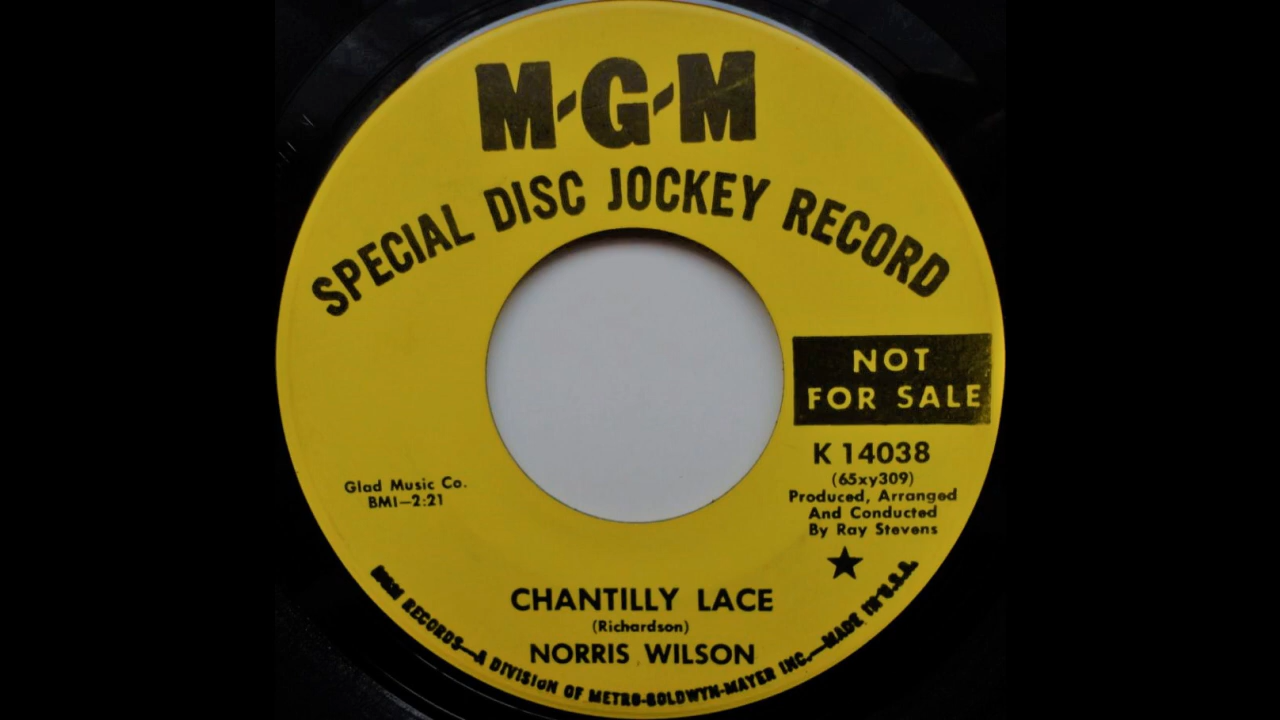 M-G-M
SPECIAL DISC JOCKEY RECORD
NOT
FOR SALE
K 14038
(65xy309)
Produced, Arranged
And Conducted
By Ray Stevens
Glad Music Co.
BMI—2:21
CHANTILLY LACE
(Richardson)
NORRIS WILSON
MGM RECORDS—A DIVISION OF METRO-GOLDWYN-MAYER INC.—MADE IN U.S.A.